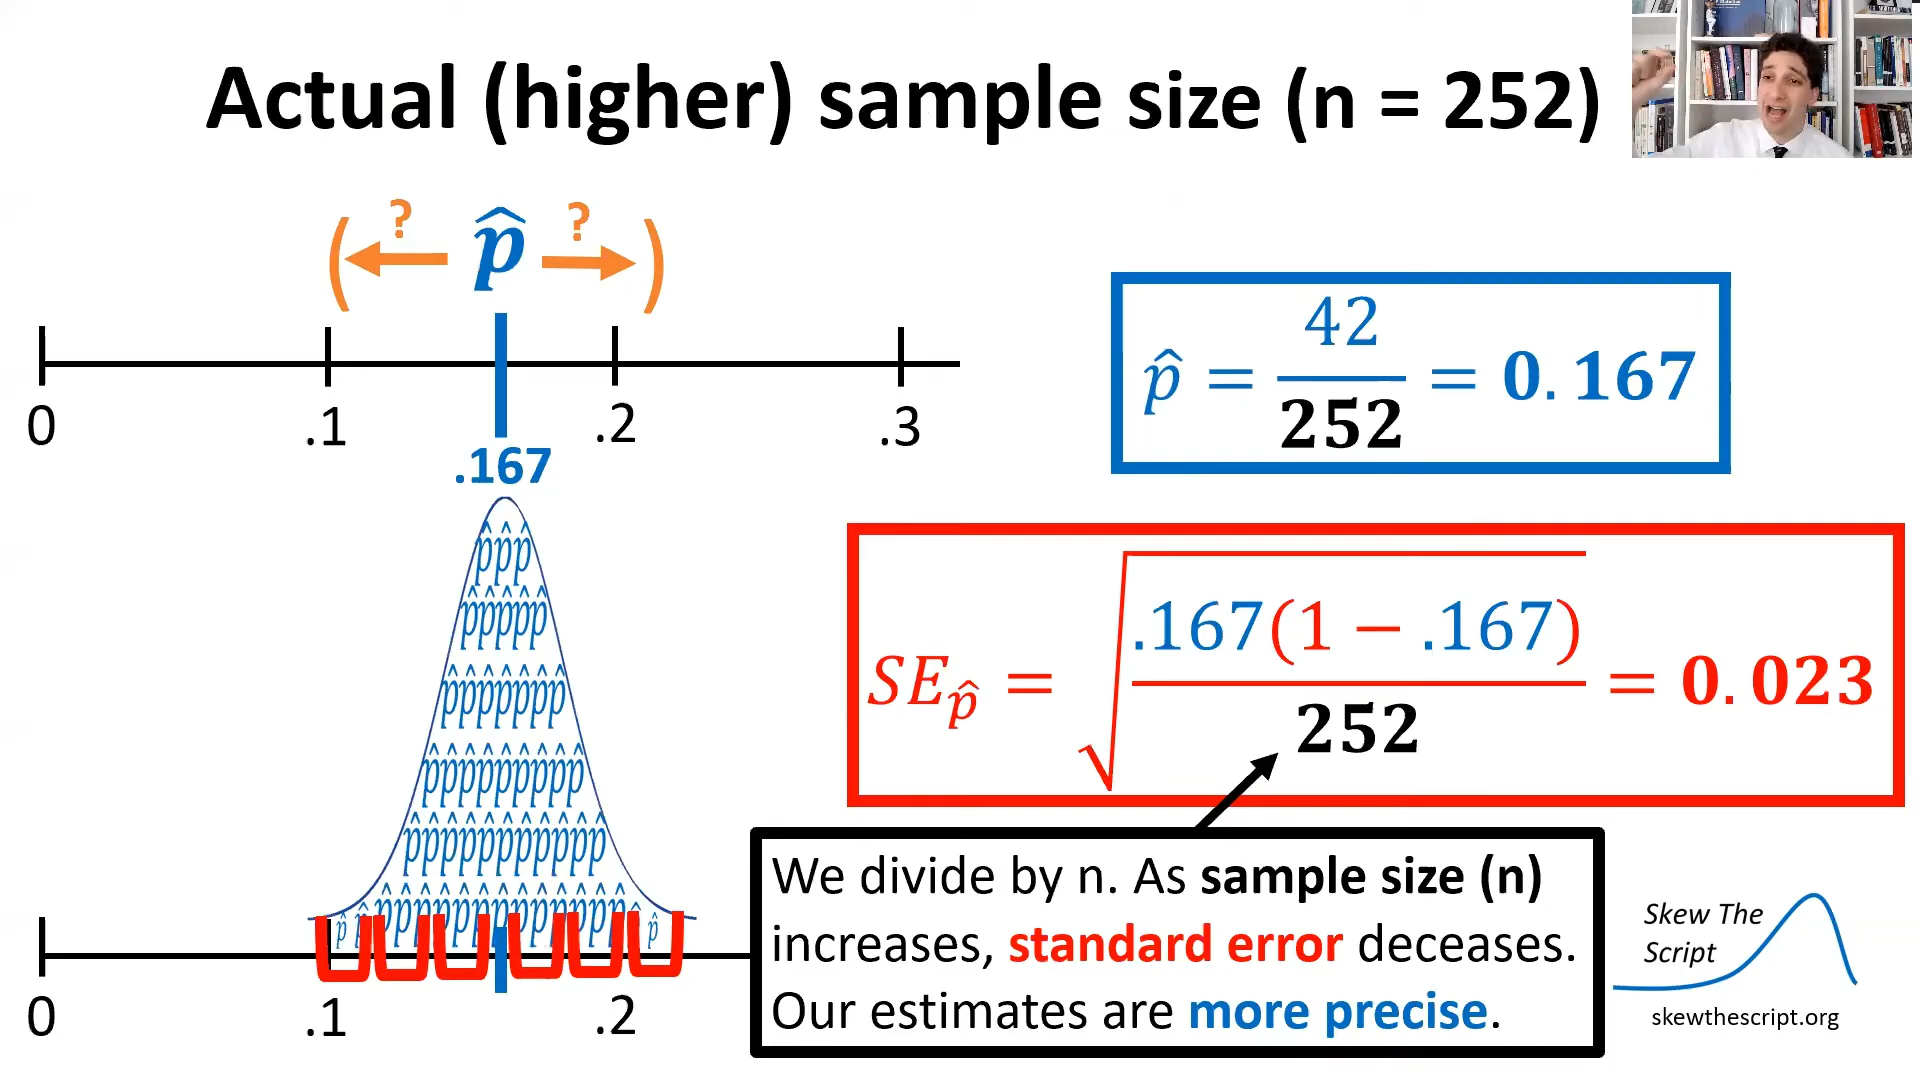 Actual (higher) sample size (n = 252)
( ? p̂ ? )
0 .1 .2 .3
.167
p̂ = 42/252 = 0.167
SE_p̂ = √(.167(1 − .167)/252) = 0.023
p̂p̂p̂
p̂p̂p̂p̂p̂
p̂p̂p̂p̂p̂p̂p̂
p̂p̂p̂p̂p̂p̂p̂p̂p̂
p̂p̂p̂p̂p̂p̂p̂p̂p̂p̂p̂
0 .1 .2
We divide by n. As sample size (n)
increases, standard error deceases.
Our estimates are more precise.
Skew The
Script
skewthescript.org